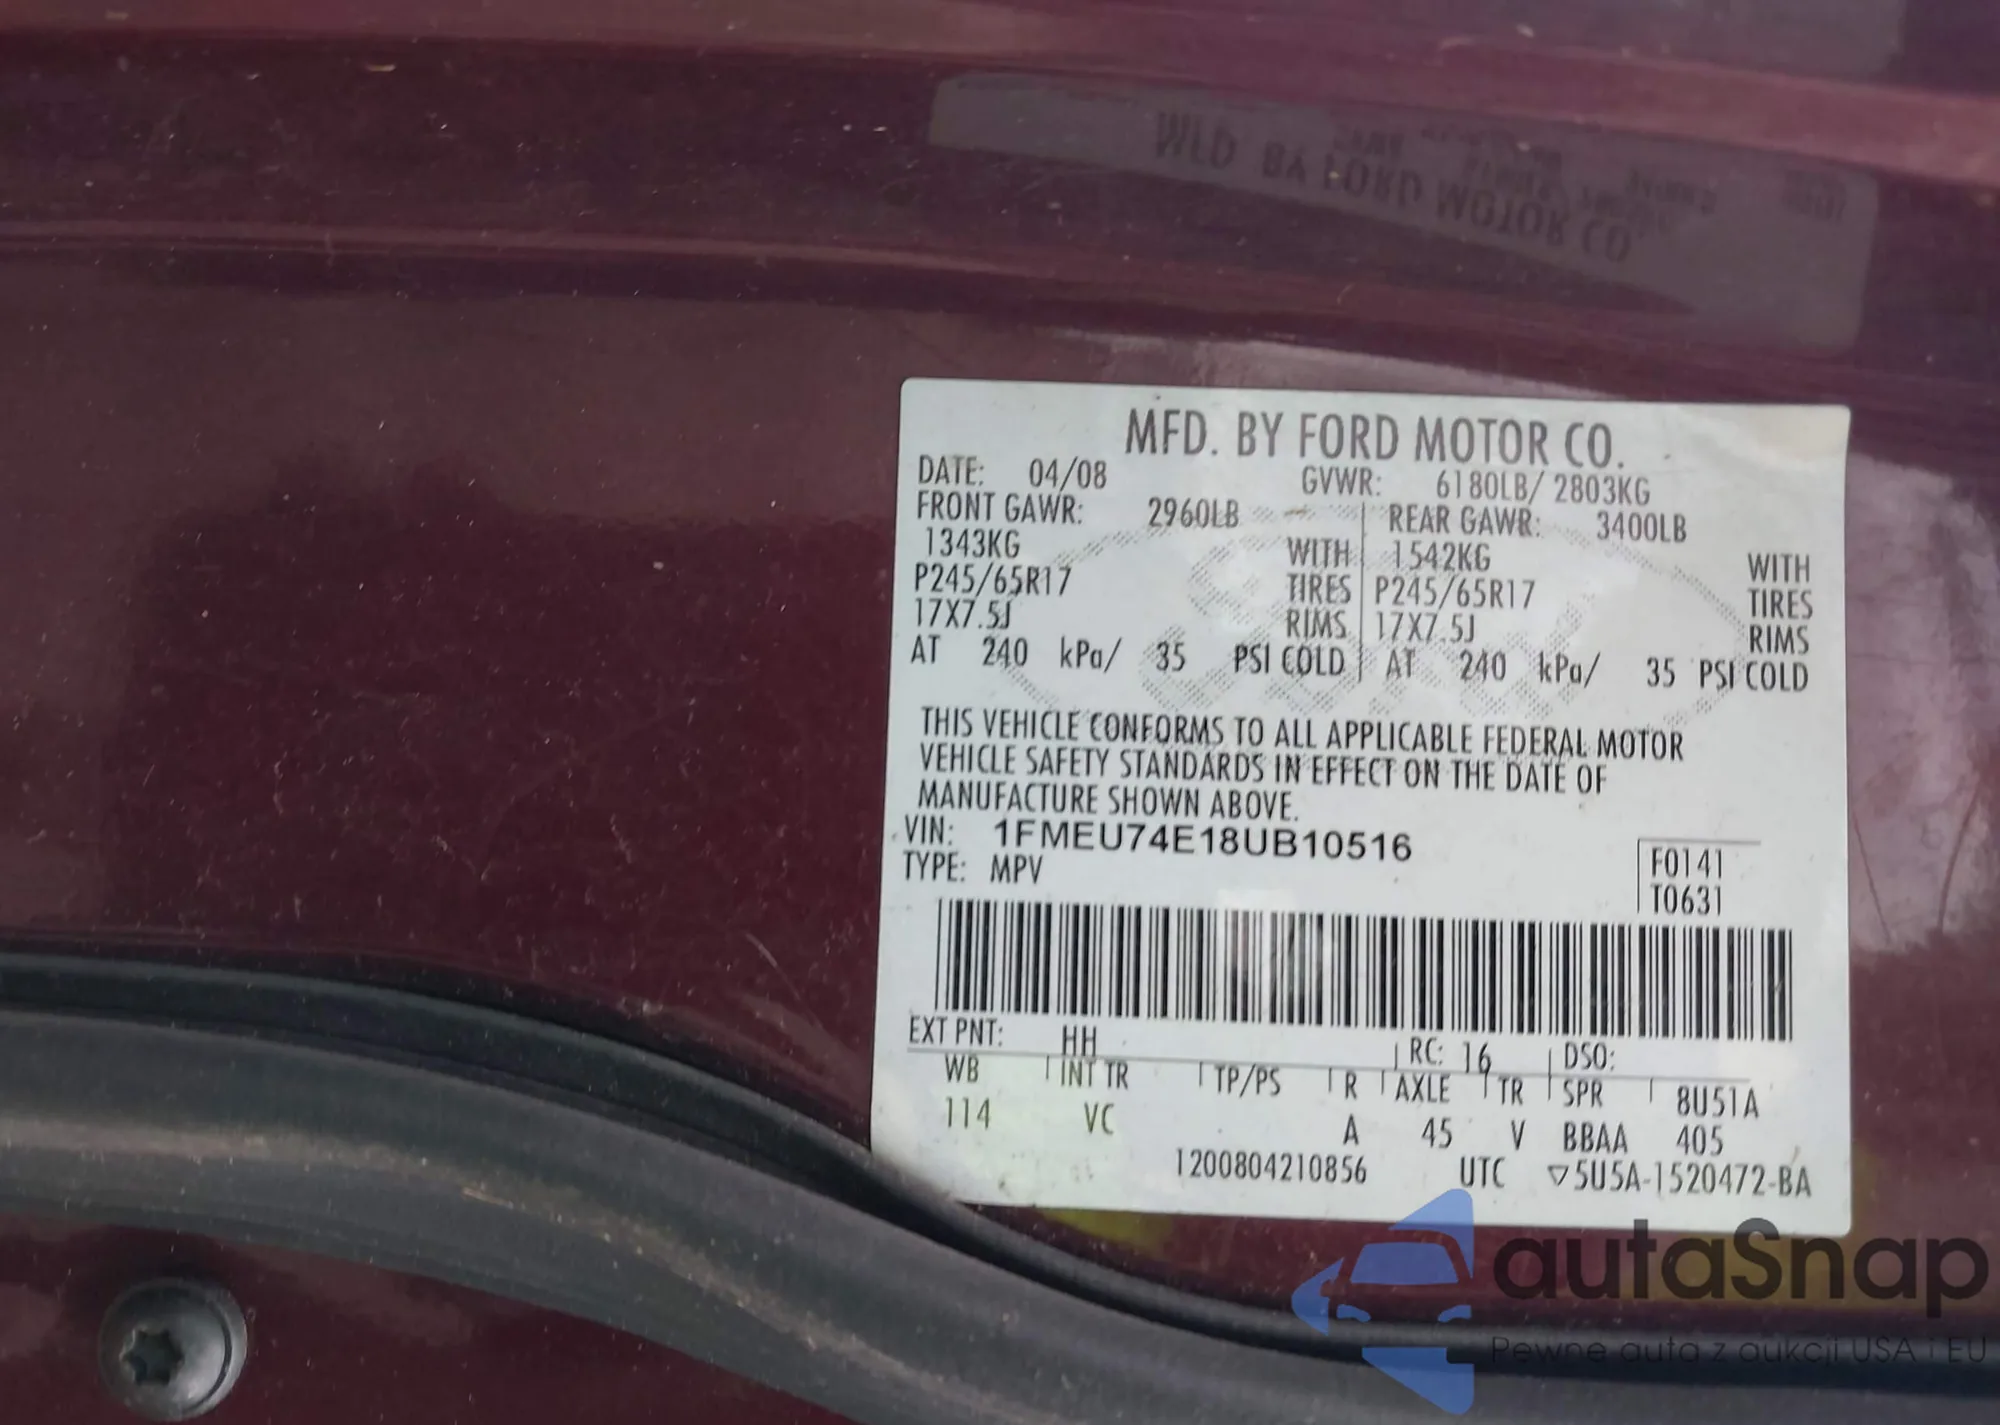 MFD. BY FORD MOTOR CO.
DATE: 04/08 GVWR: 6180LB/ 2803KG
FRONT GAWR: 2960LB REAR GAWR: 3400LB
1343KG WITH 1542KG WITH
P245/65R17 TIRES P245/65R17 TIRES
17X7.5J RIMS 17X7.5J RIMS
AT 240 kPa/ 35 PSI COLD AT 240 kPa/ 35 PSI COLD
THIS VEHICLE CONFORMS TO ALL APPLICABLE FEDERAL MOTOR
VEHICLE SAFETY STANDARDS IN EFFECT ON THE DATE OF
MANUFACTURE SHOWN ABOVE.
VIN: 1FMEU74E18UB10516
TYPE: MPV
F0141
T0631
EXT PNT: HH RC: 16 DSO:
WB INT TR TP/PS R AXLE TR SPR 8U51A
114 VC A 45 V BBAA 405
1200804210856 UTC ▽5U5A-1520472-BA
autaSnap
Pewne auta z aukcji USA i EU